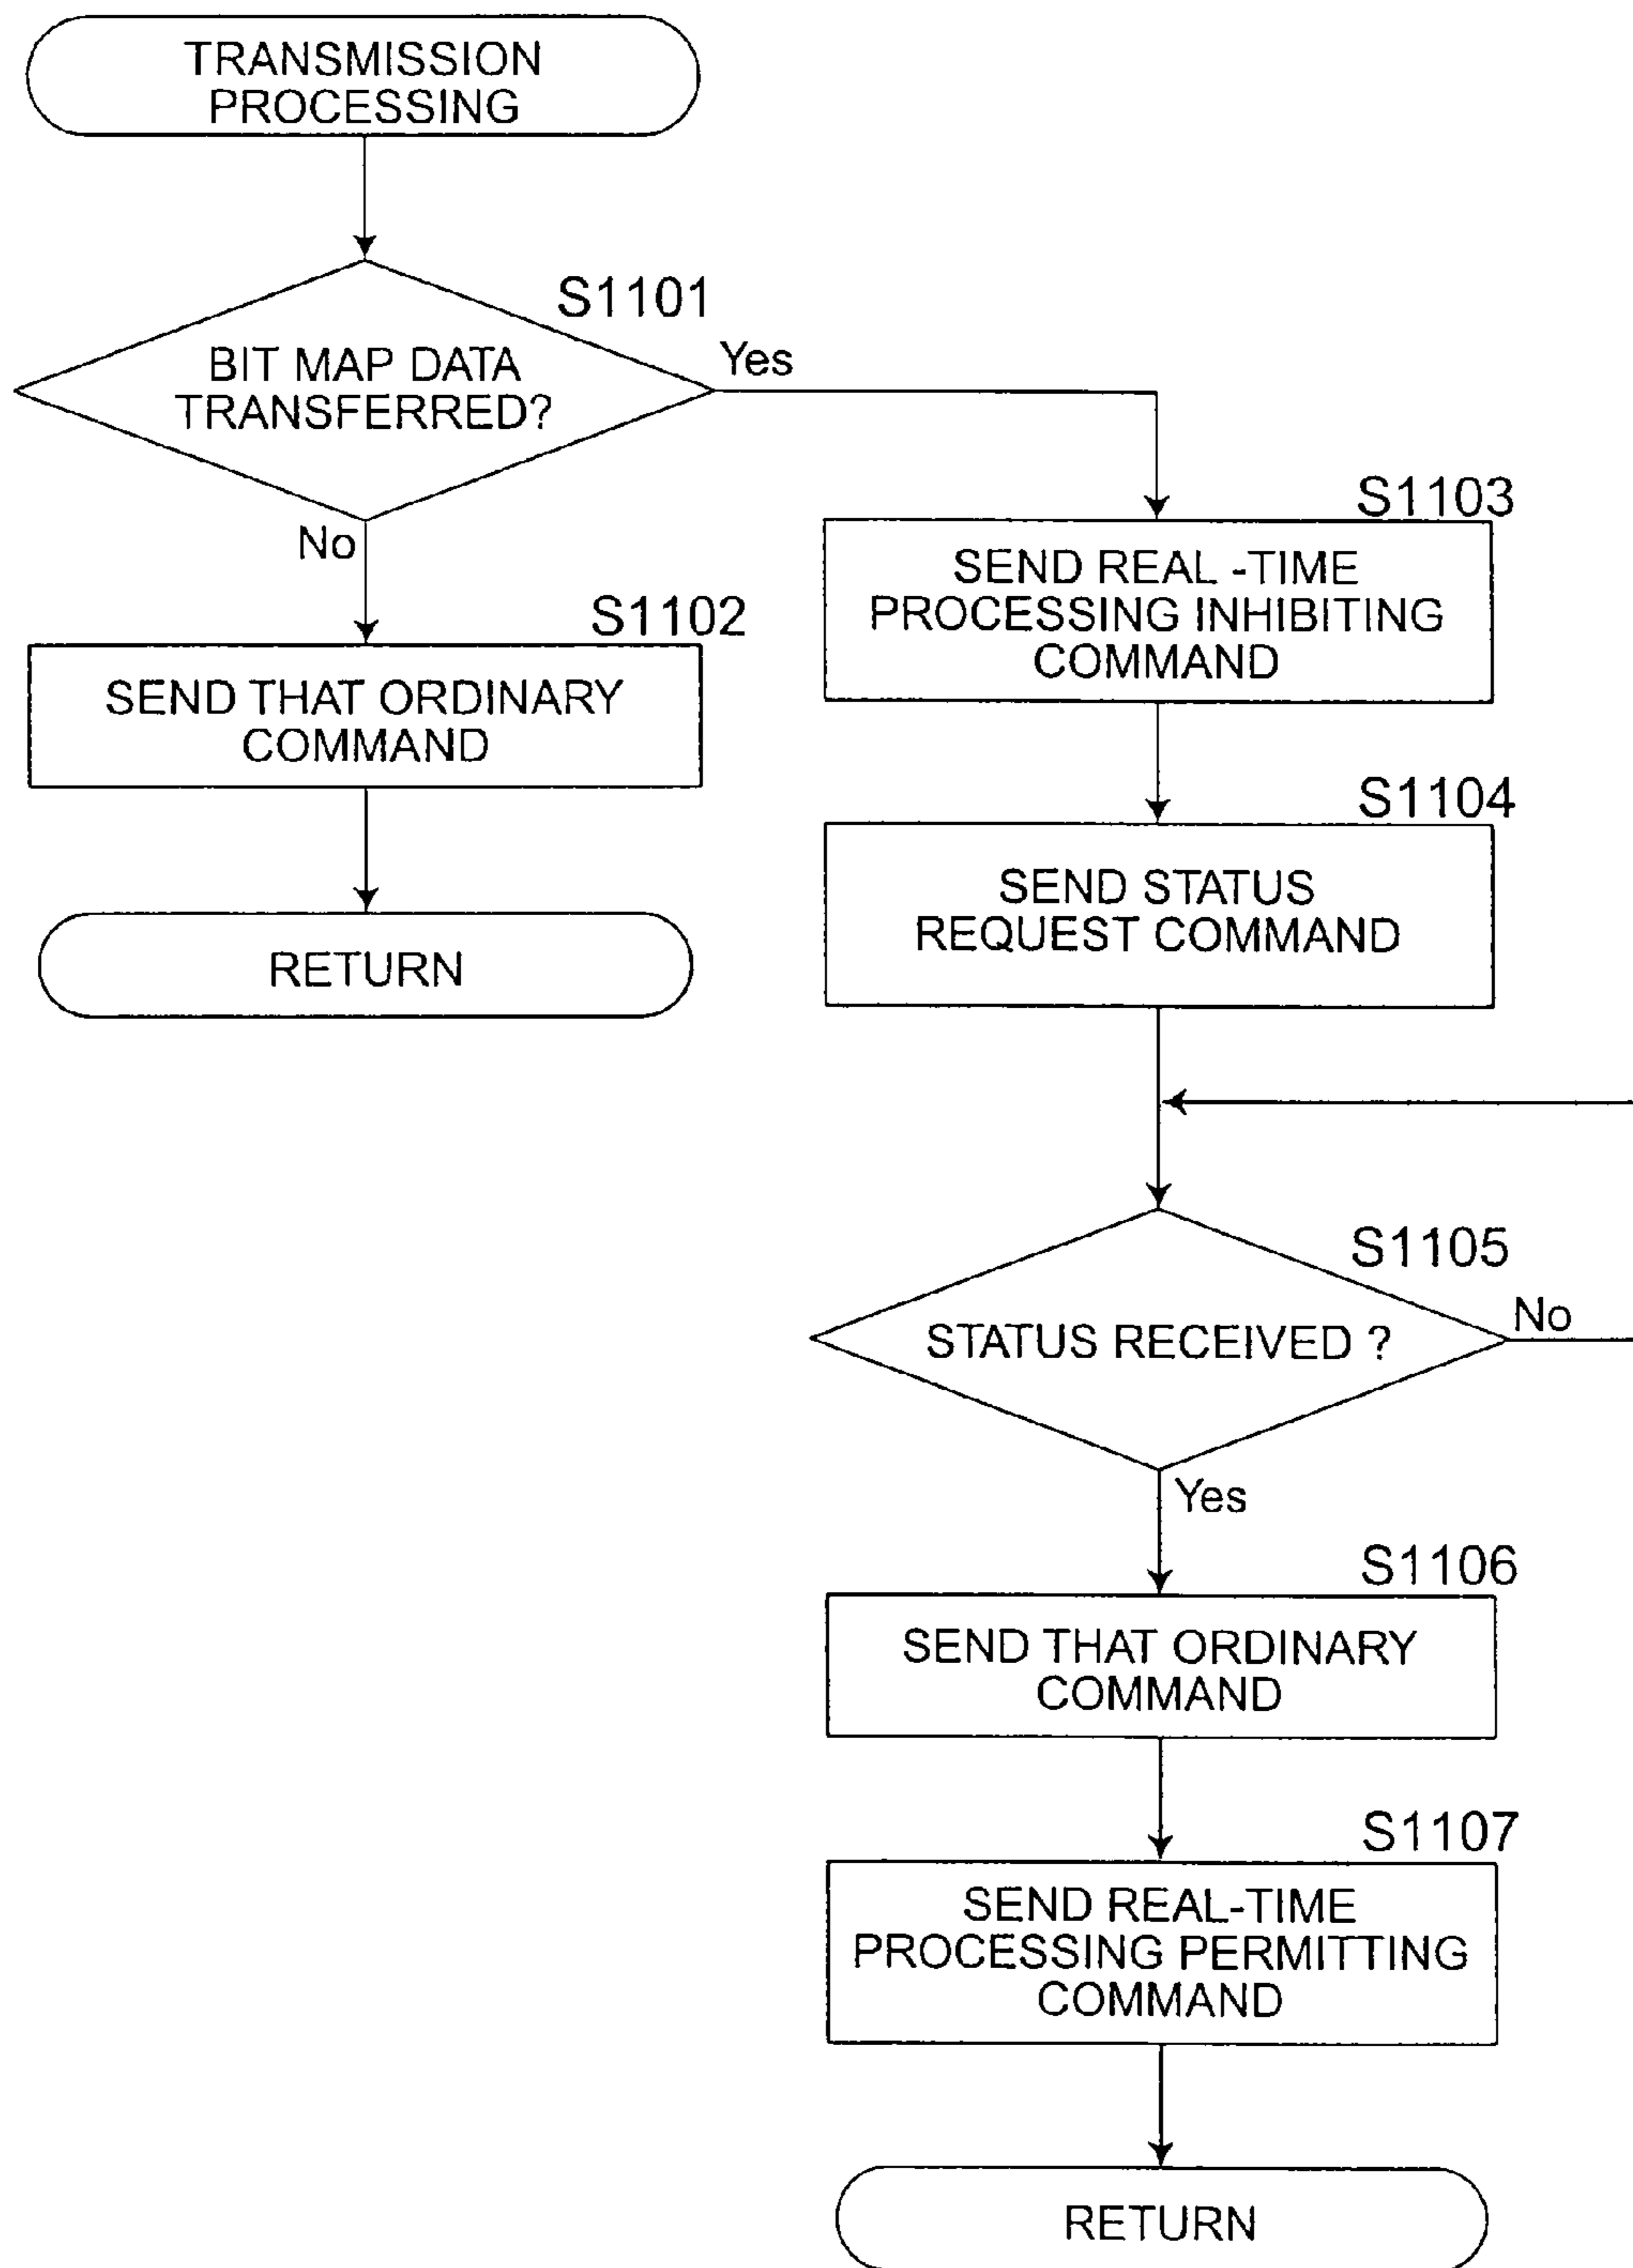 TRANSMISSION
PROCESSING
S1101
BIT MAP DATA
TRANSFERRED?
Yes
No
S1102
SEND THAT ORDINARY
COMMAND
RETURN
S1103
SEND REAL -TIME
PROCESSING INHIBITING
COMMAND
S1104
SEND STATUS
REQUEST COMMAND
S1105
STATUS RECEIVED ?
No
Yes
S1106
SEND THAT ORDINARY
COMMAND
S1107
SEND REAL-TIME
PROCESSING PERMITTING
COMMAND
RETURN